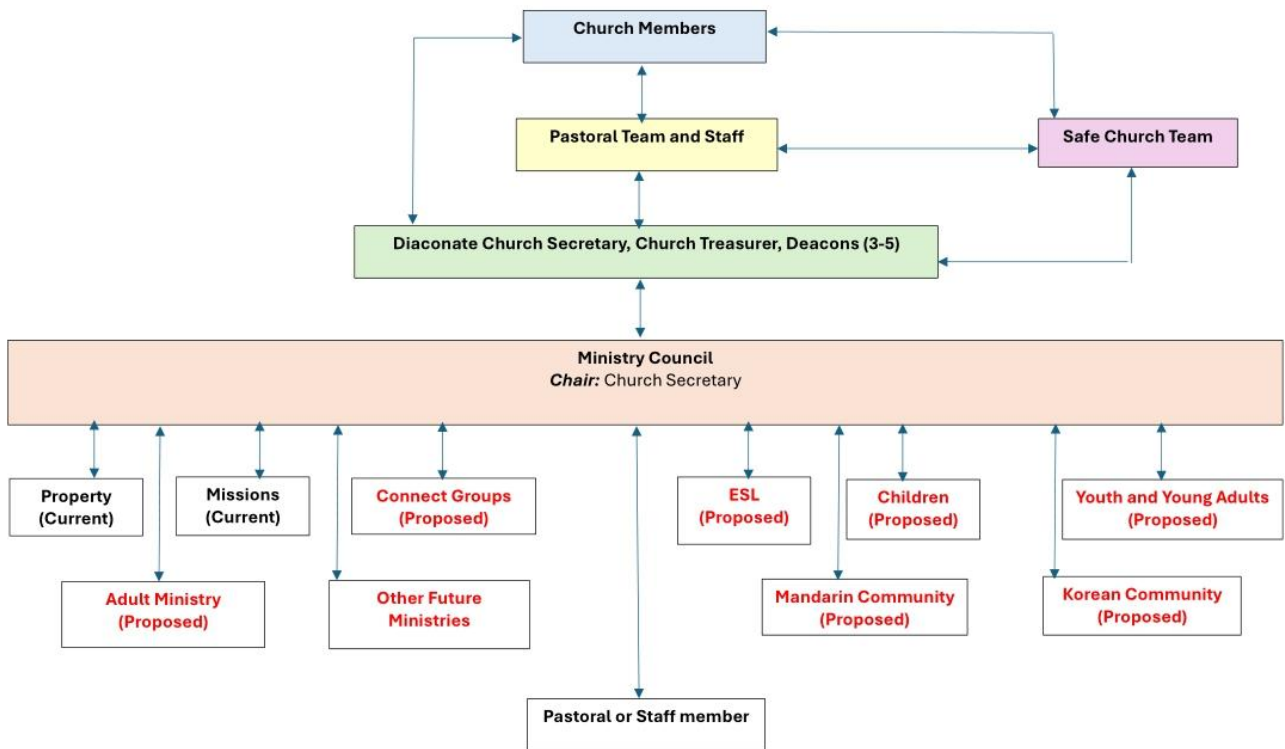 Church Members
Pastoral Team and Staff
Safe Church Team
Diaconate Church Secretary, Church Treasurer, Deacons (3-5)
Ministry Council
Chair: Church Secretary
Property
(Current)
Missions
(Current)
Connect Groups
(Proposed)
ESL
(Proposed)
Children
(Proposed)
Youth and Young Adults
(Proposed)
Adult Ministry
(Proposed)
Other Future
Ministries
Mandarin Community
(Proposed)
Korean Community
(Proposed)
Pastoral or Staff member